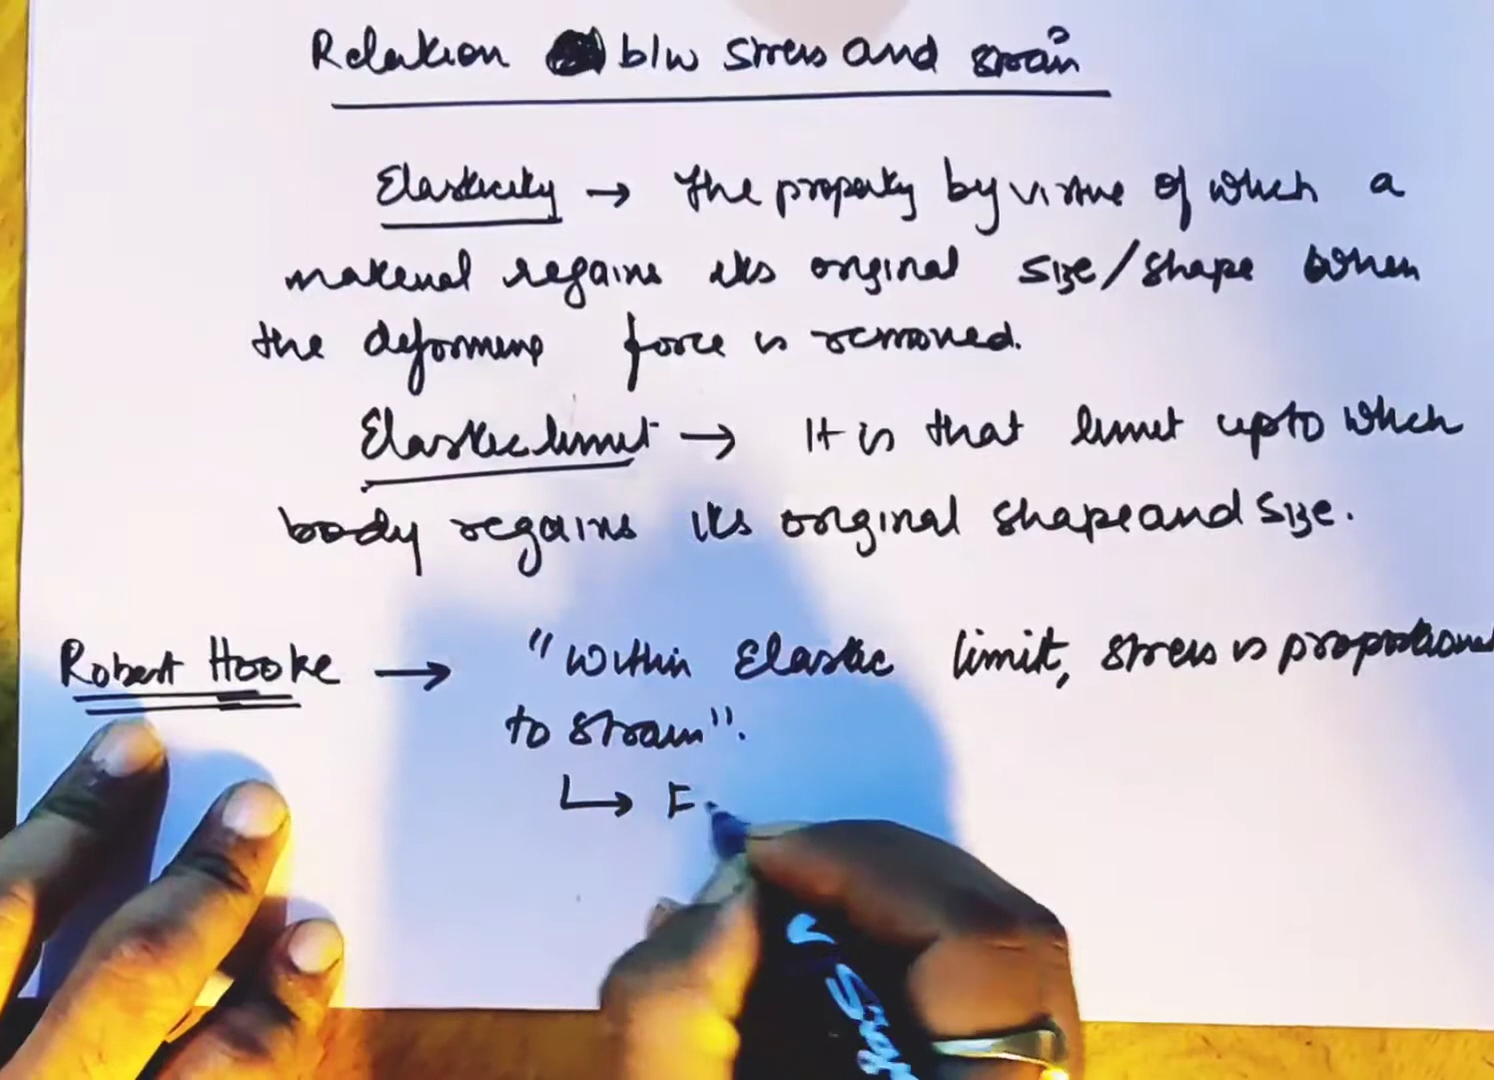 Relation b/w stress and strain
Elasticity → The property by virtue of which a
material regains its original size/shape when
the deforming force is removed.
Elastic limit → It is that limit upto which
body regains its original shape and size.
Robert Hooke → "Within Elastic limit, stress is proportional
to strain".
↳ F